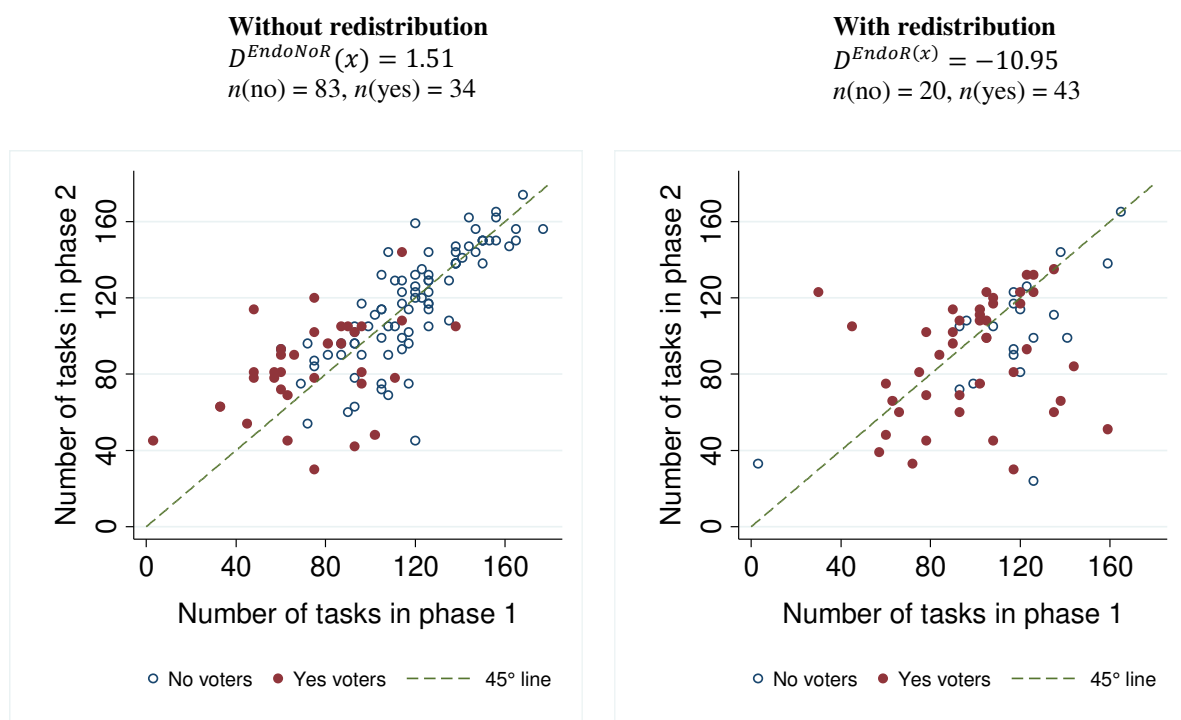 Without redistribution
D^EndoNoR(x) = 1.51
n(no) = 83, n(yes) = 34
Number of tasks in phase 2
160
120
80
40
0
0 40 80 120 160
Number of tasks in phase 1
No voters Yes voters 45° line
With redistribution
D^EndoR(x) = −10.95
n(no) = 20, n(yes) = 43
Number of tasks in phase 2
160
120
80
40
0
0 40 80 120 160
Number of tasks in phase 1
No voters Yes voters 45° line